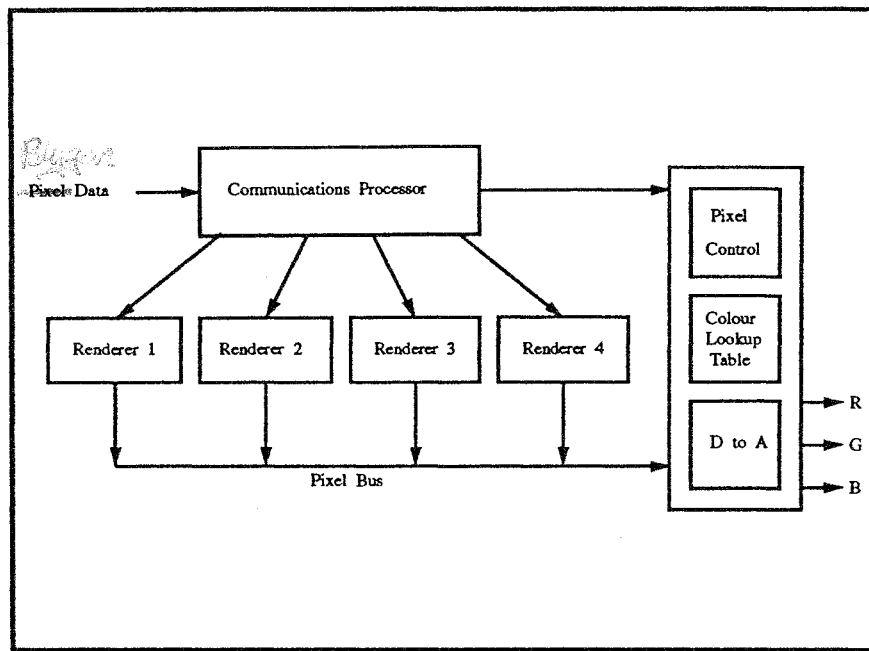 Pixel Data
Communications Processor
Pixel
Control
Renderer 1
Renderer 2
Renderer 3
Renderer 4
Colour
Lookup
Table
D to A
R
G
B
Pixel Bus